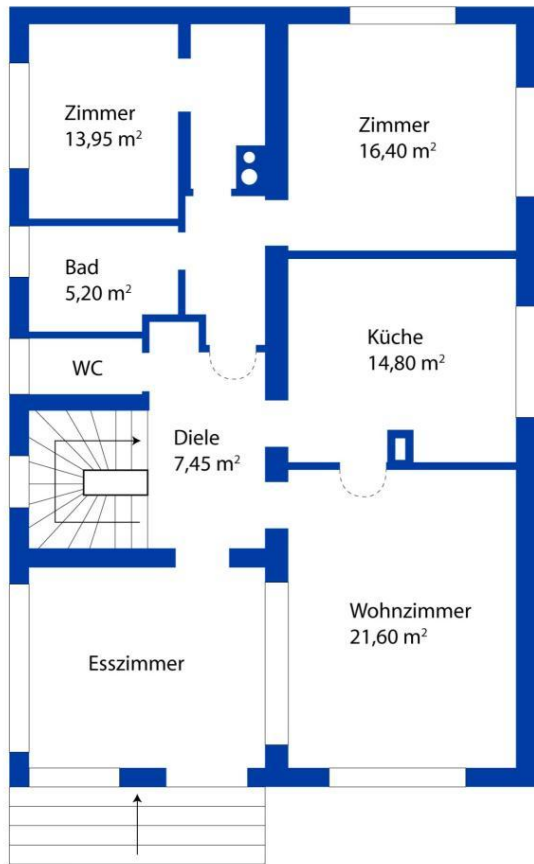 Zimmer
13,95 m²
Zimmer
16,40 m²
Bad
5,20 m²
Küche
14,80 m²
WC
Diele
7,45 m²
Wohnzimmer
21,60 m²
Esszimmer